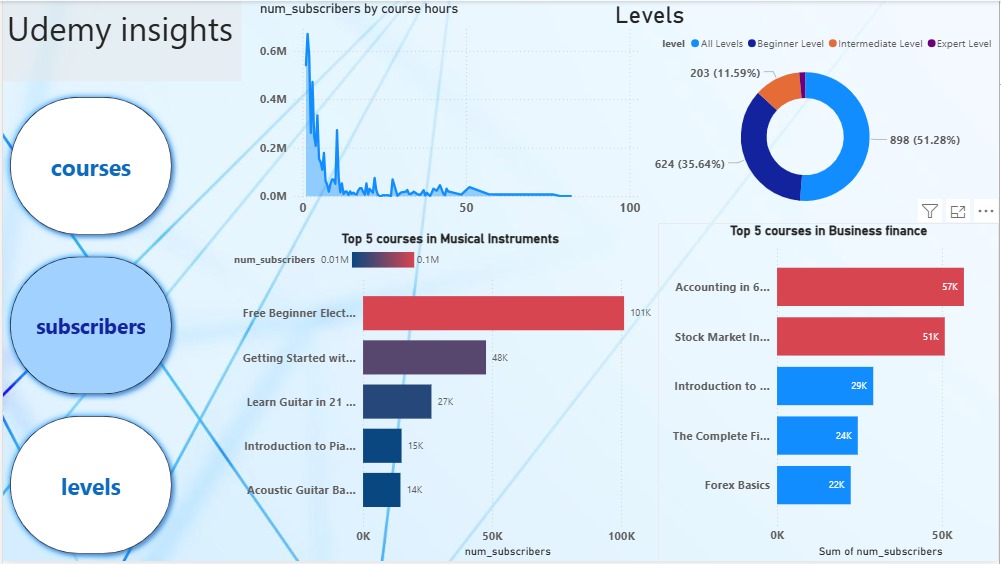 Udemy insights
courses
subscribers
levels
num_subscribers by course hours
0.6M
0.4M
0.2M
0.0M
0 50 100
Levels
level All Levels Beginner Level Intermediate Level Expert Level
203 (11.59%)
898 (51.28%)
624 (35.64%)
Top 5 courses in Musical Instruments
num_subscribers 0.01M 0.1M
Free Beginner Elect... 101K
Getting Started wit... 48K
Learn Guitar in 21 ... 27K
Introduction to Pia... 15K
Acoustic Guitar Ba... 14K
0K 50K 100K
num_subscribers
Top 5 courses in Business finance
Accounting in 6... 57K
Stock Market In... 51K
Introduction to ... 29K
The Complete Fi... 24K
Forex Basics 22K
0K 50K
Sum of num_subscribers